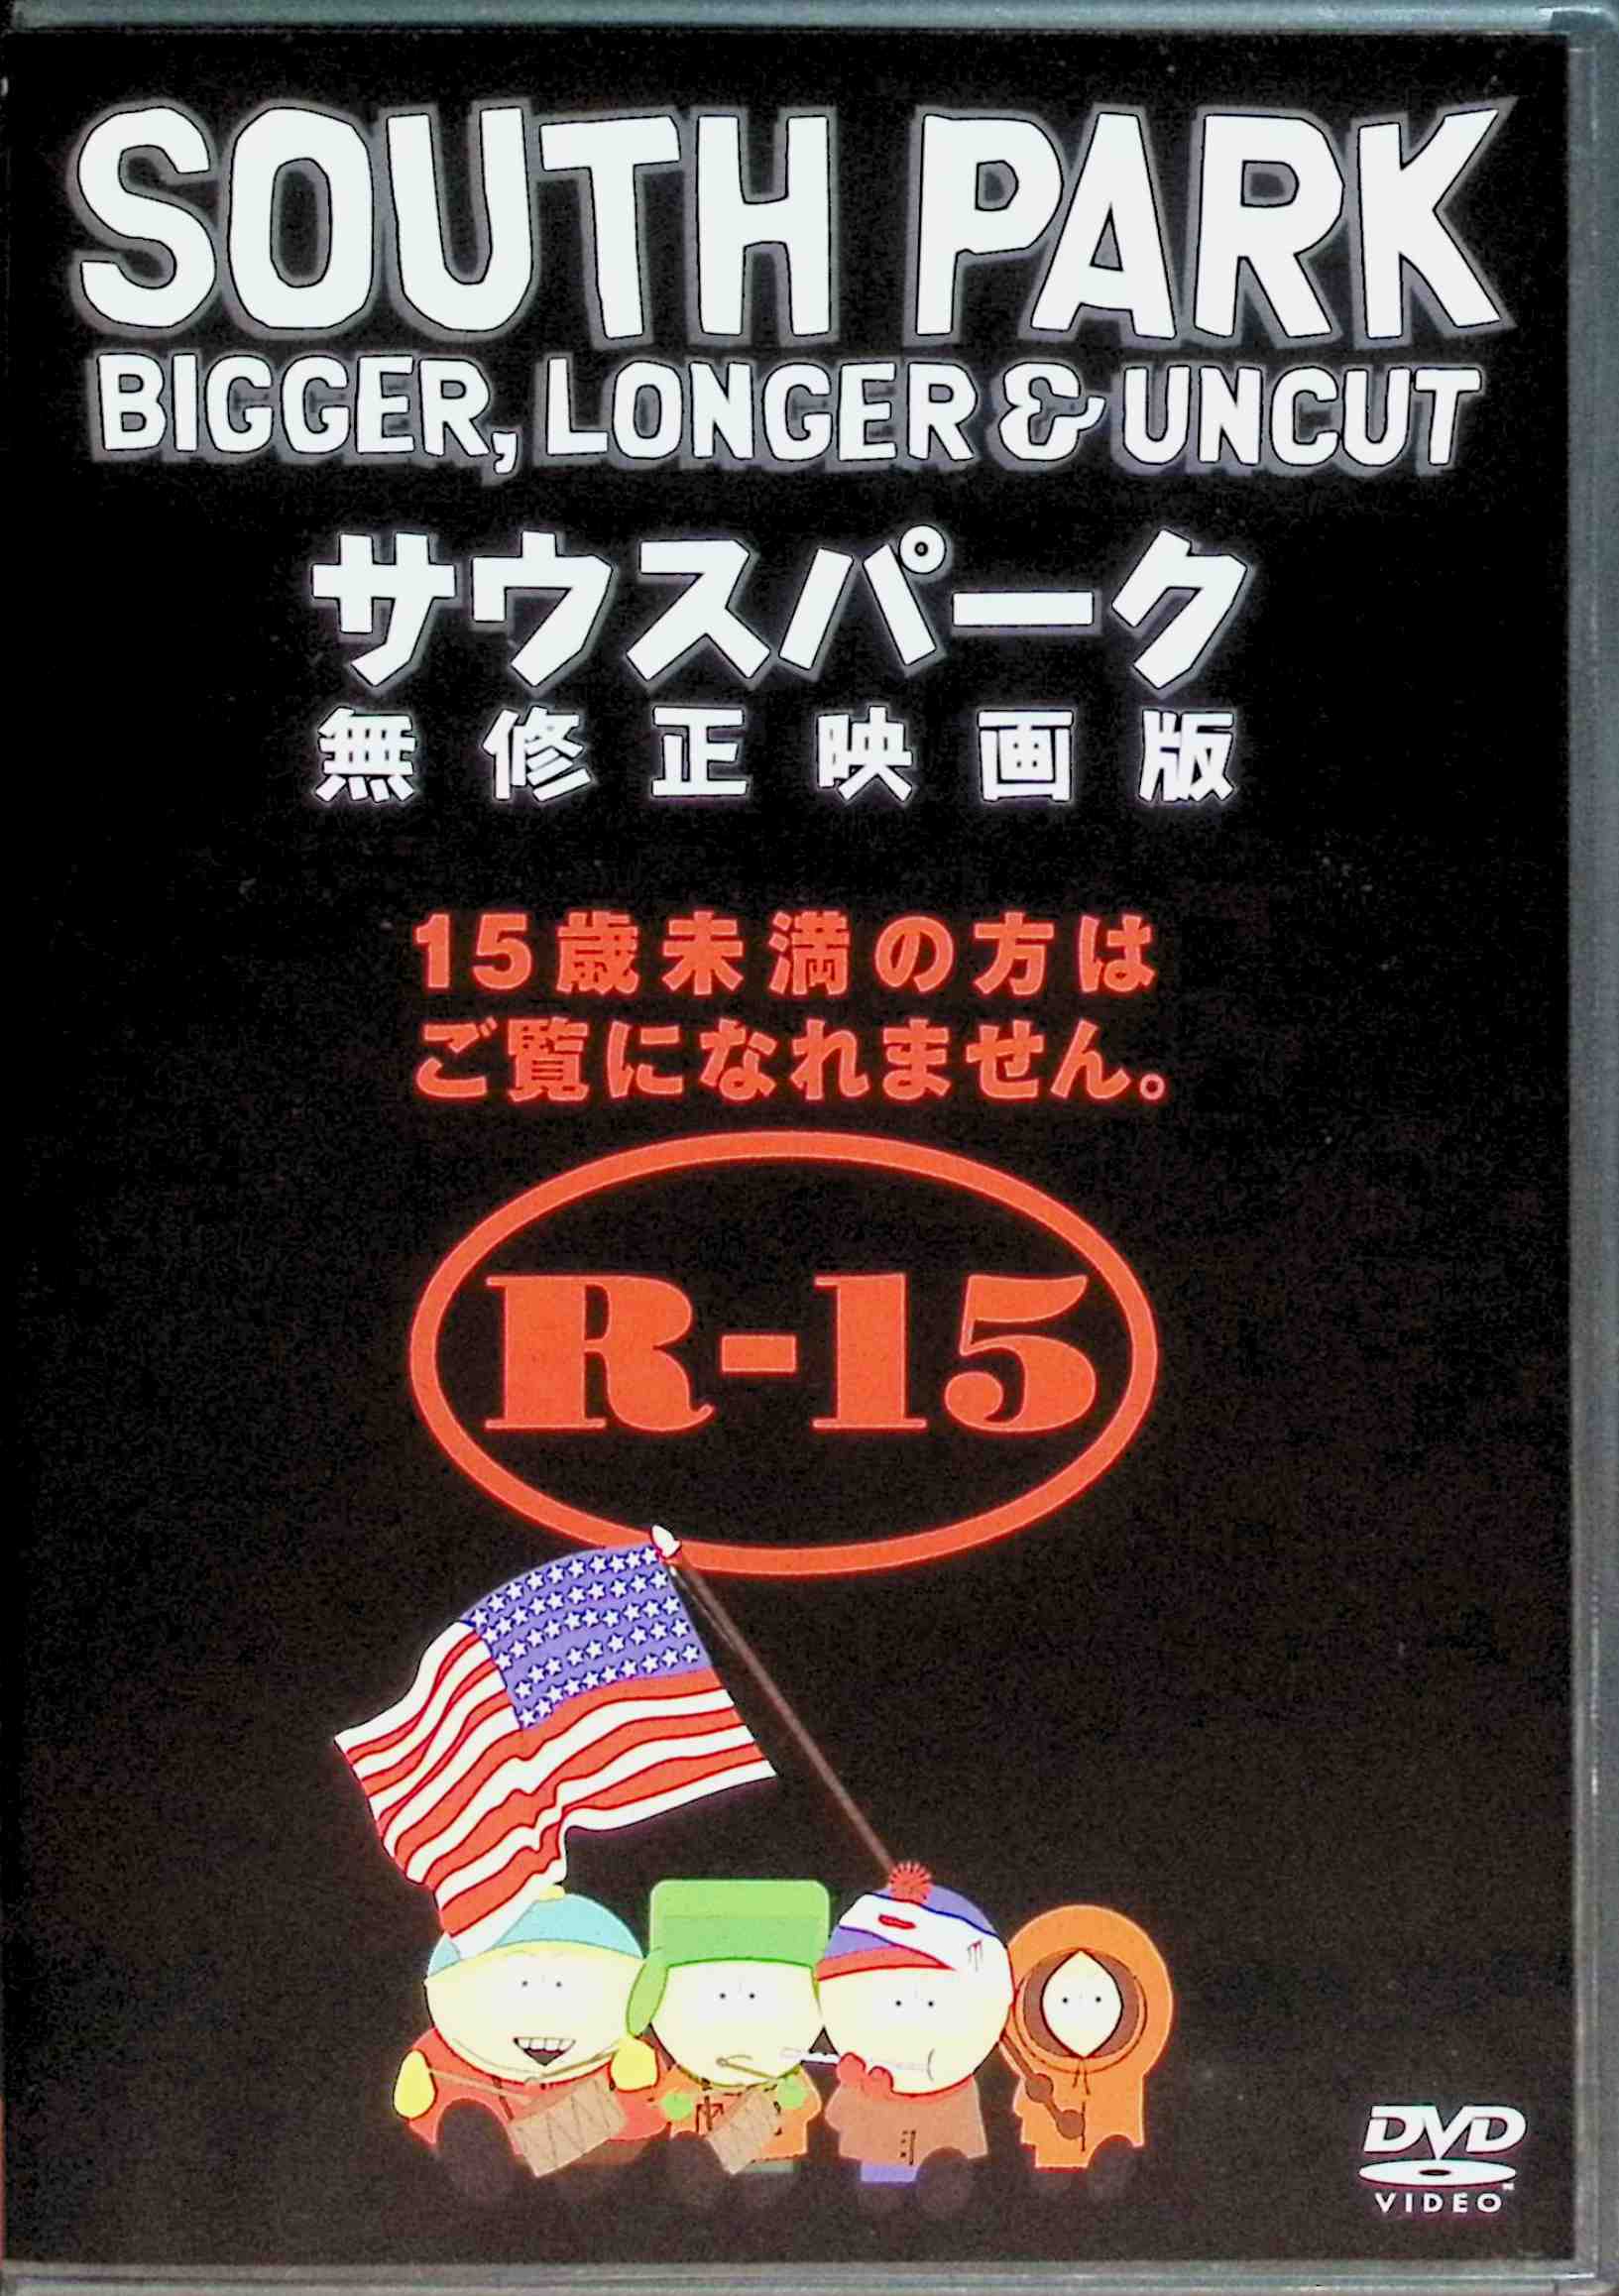 SOUTH PARK
BIGGER, LONGER & UNCUT
サウスパーク
無修正映画版
15歳未満の方は
ご覧になれません。
R-15
DVD
VIDEO